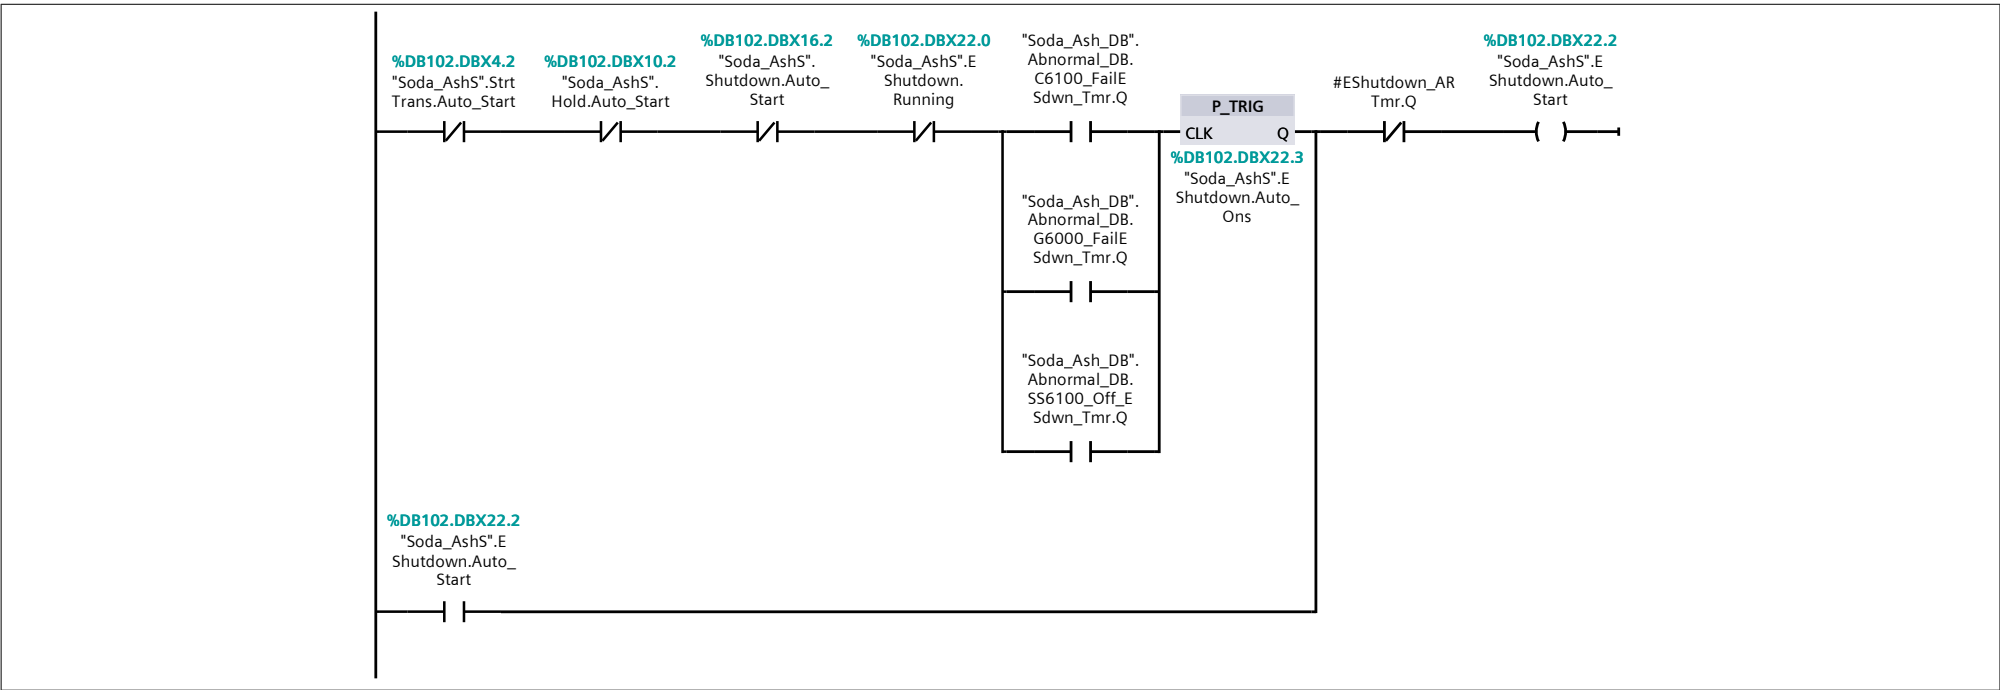 %DB102.DBX4.2
"Soda_AshS".Strt
Trans.Auto_Start
%DB102.DBX10.2
"Soda_AshS".
Hold.Auto_Start
%DB102.DBX16.2
"Soda_AshS".
Shutdown.Auto_
Start
%DB102.DBX22.0
"Soda_AshS".E
Shutdown.
Running
"Soda_Ash_DB".
Abnormal_DB.
C6100_FailE
Sdwn_Tmr.Q
P_TRIG
CLK Q
%DB102.DBX22.3
"Soda_AshS".E
Shutdown.Auto_
Ons
#EShutdown_AR
Tmr.Q
%DB102.DBX22.2
"Soda_AshS".E
Shutdown.Auto_
Start
"Soda_Ash_DB".
Abnormal_DB.
G6000_FailE
Sdwn_Tmr.Q
"Soda_Ash_DB".
Abnormal_DB.
SS6100_Off_E
Sdwn_Tmr.Q
%DB102.DBX22.2
"Soda_AshS".E
Shutdown.Auto_
Start